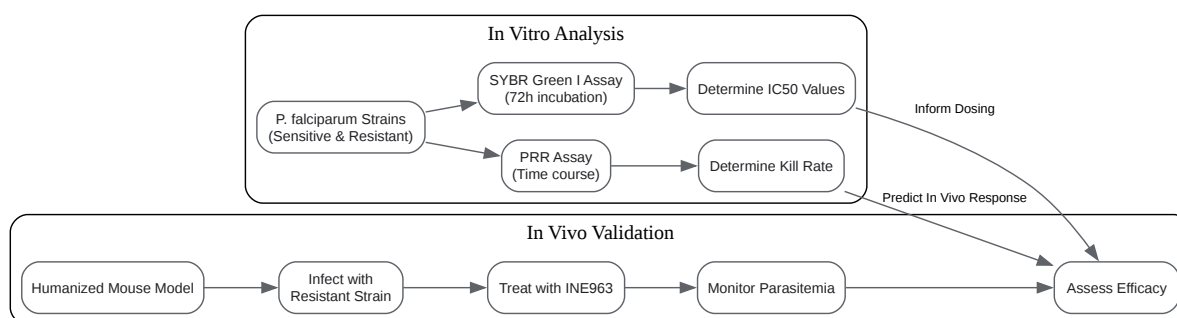 In Vitro Analysis
P. falciparum Strains
(Sensitive & Resistant)
SYBR Green I Assay
(72h incubation)
Determine IC50 Values
PRR Assay
(Time course)
Determine Kill Rate
Inform Dosing
Predict In Vivo Response
In Vivo Validation
Humanized Mouse Model
Infect with
Resistant Strain
Treat with INE963
Monitor Parasitemia
Assess Efficacy